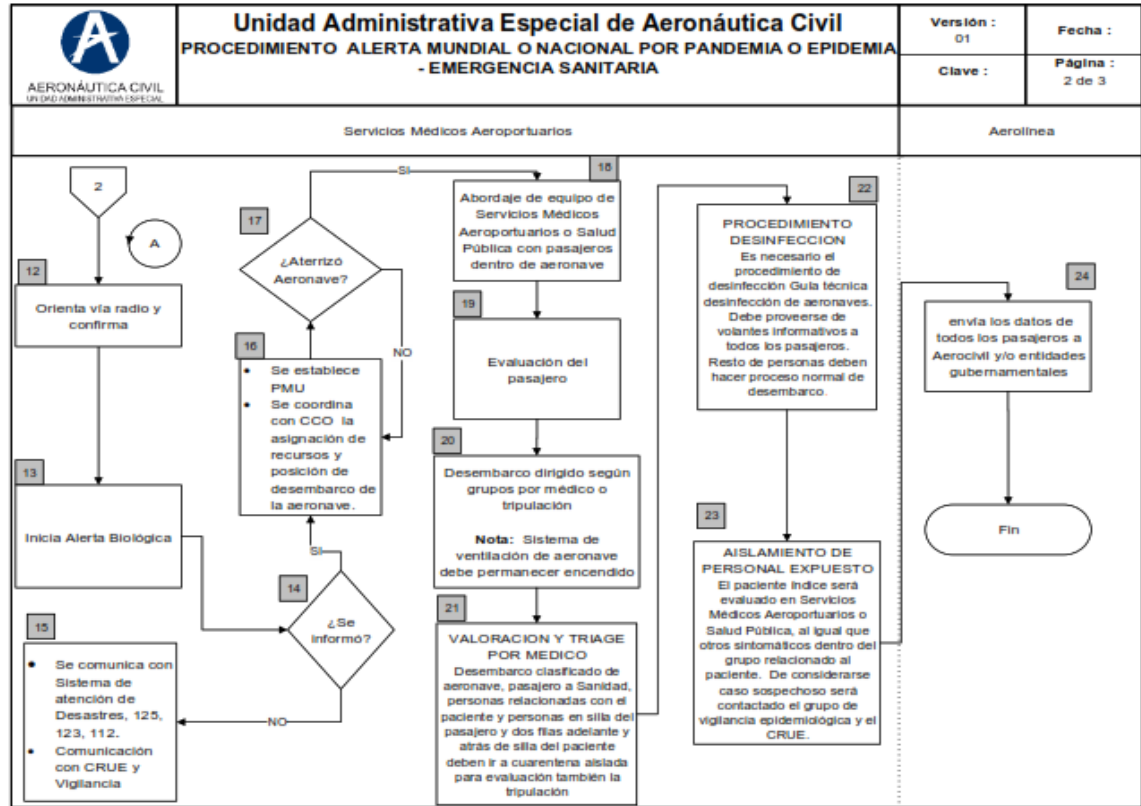 AERONÁUTICA CIVIL
UNIDAD ADMINISTRATIVA ESPECIAL
Unidad Administrativa Especial de Aeronáutica Civil
PROCEDIMIENTO ALERTA MUNDIAL O NACIONAL POR PANDEMIA O EPIDEMIA
- EMERGENCIA SANITARIA
Versión :
01
Fecha :
Clave :
Página :
2 de 3
Servicios Médicos Aeroportuarios
Aerolínea
2
A
12
Orienta vía radio y
confirma
13
Inicia Alerta Biológica
14
¿Se
informó?
SI
NO
15
• Se comunica con
Sistema de
atención de
Desastres, 125,
123, 112.
• Comunicación
con CRUE y
Vigilancia
16
• Se establece
PMU
• Se coordina
con CCO la
asignación de
recursos y
posición de
desembarco de
la aeronave.
17
¿Aterrizó
Aeronave?
SI
NO
18
Abordaje de equipo de
Servicios Médicos
Aeroportuarios o Salud
Pública con pasajeros
dentro de aeronave
19
Evaluación del
pasajero
20
Desembarco dirigido según
grupos por médico o
tripulación
Nota: Sistema de
ventilación de aeronave
debe permanecer encendido
21
VALORACION Y TRIAGE
POR MEDICO
Desembarco clasificado de
aeronave, pasajero a Sanidad,
personas relacionadas con el
paciente y personas en silla del
pasajero y dos filas adelante y
atrás de silla del paciente
deben ir a cuarentena aislada
para evaluación también la
tripulación
22
PROCEDIMIENTO
DESINFECCION
Es necesario el
procedimiento de
desinfección Guía técnica
desinfección de aeronaves.
Debe proveerse de
volantes informativos a
todos los pasajeros.
Resto de personas deben
hacer proceso normal de
desembarco.
23
AISLAMIENTO DE
PERSONAL EXPUESTO
El paciente índice será
evaluado en Servicios
Médicos Aeroportuarios o
Salud Pública, al igual que
otros sintomáticos dentro del
grupo relacionado al
paciente. De considerarse
caso sospechoso será
contactado el grupo de
vigilancia epidemiológica y el
CRUE.
24
envía los datos de
todos los pasajeros a
Aerocivil y/o entidades
gubernamentales
Fin